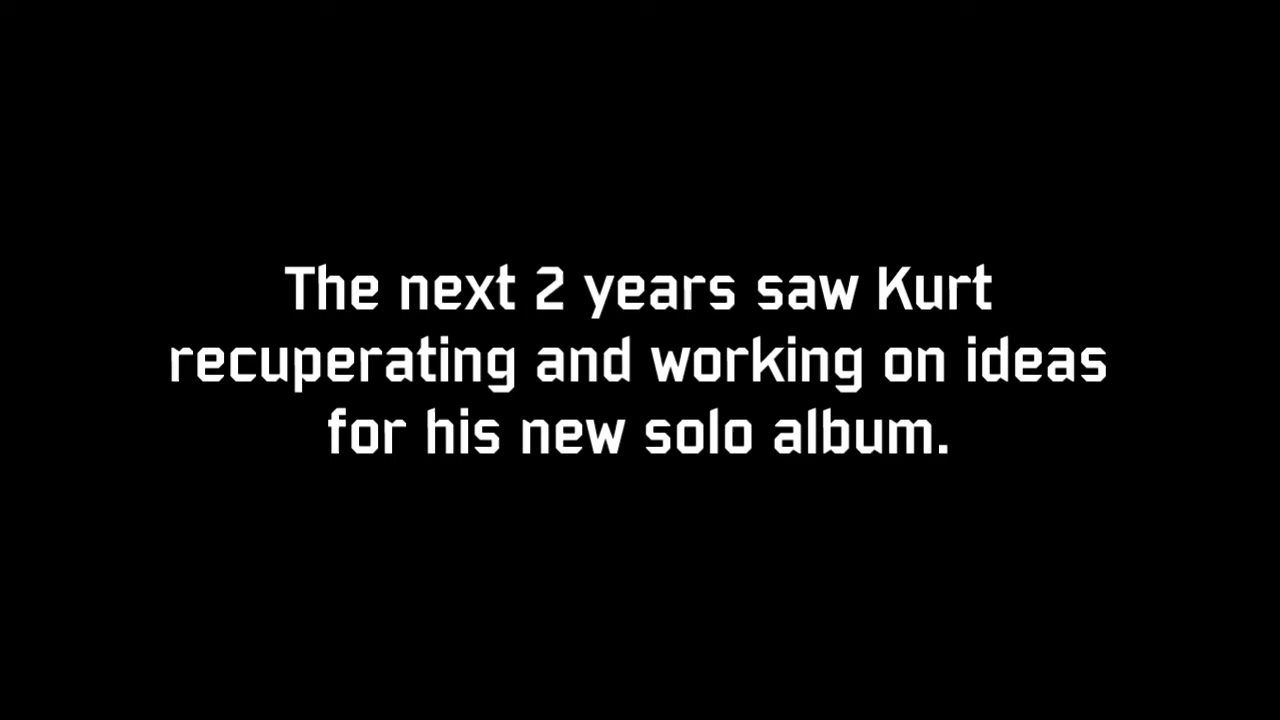 The next 2 years saw Kurt
recuperating and working on ideas
for his new solo album.